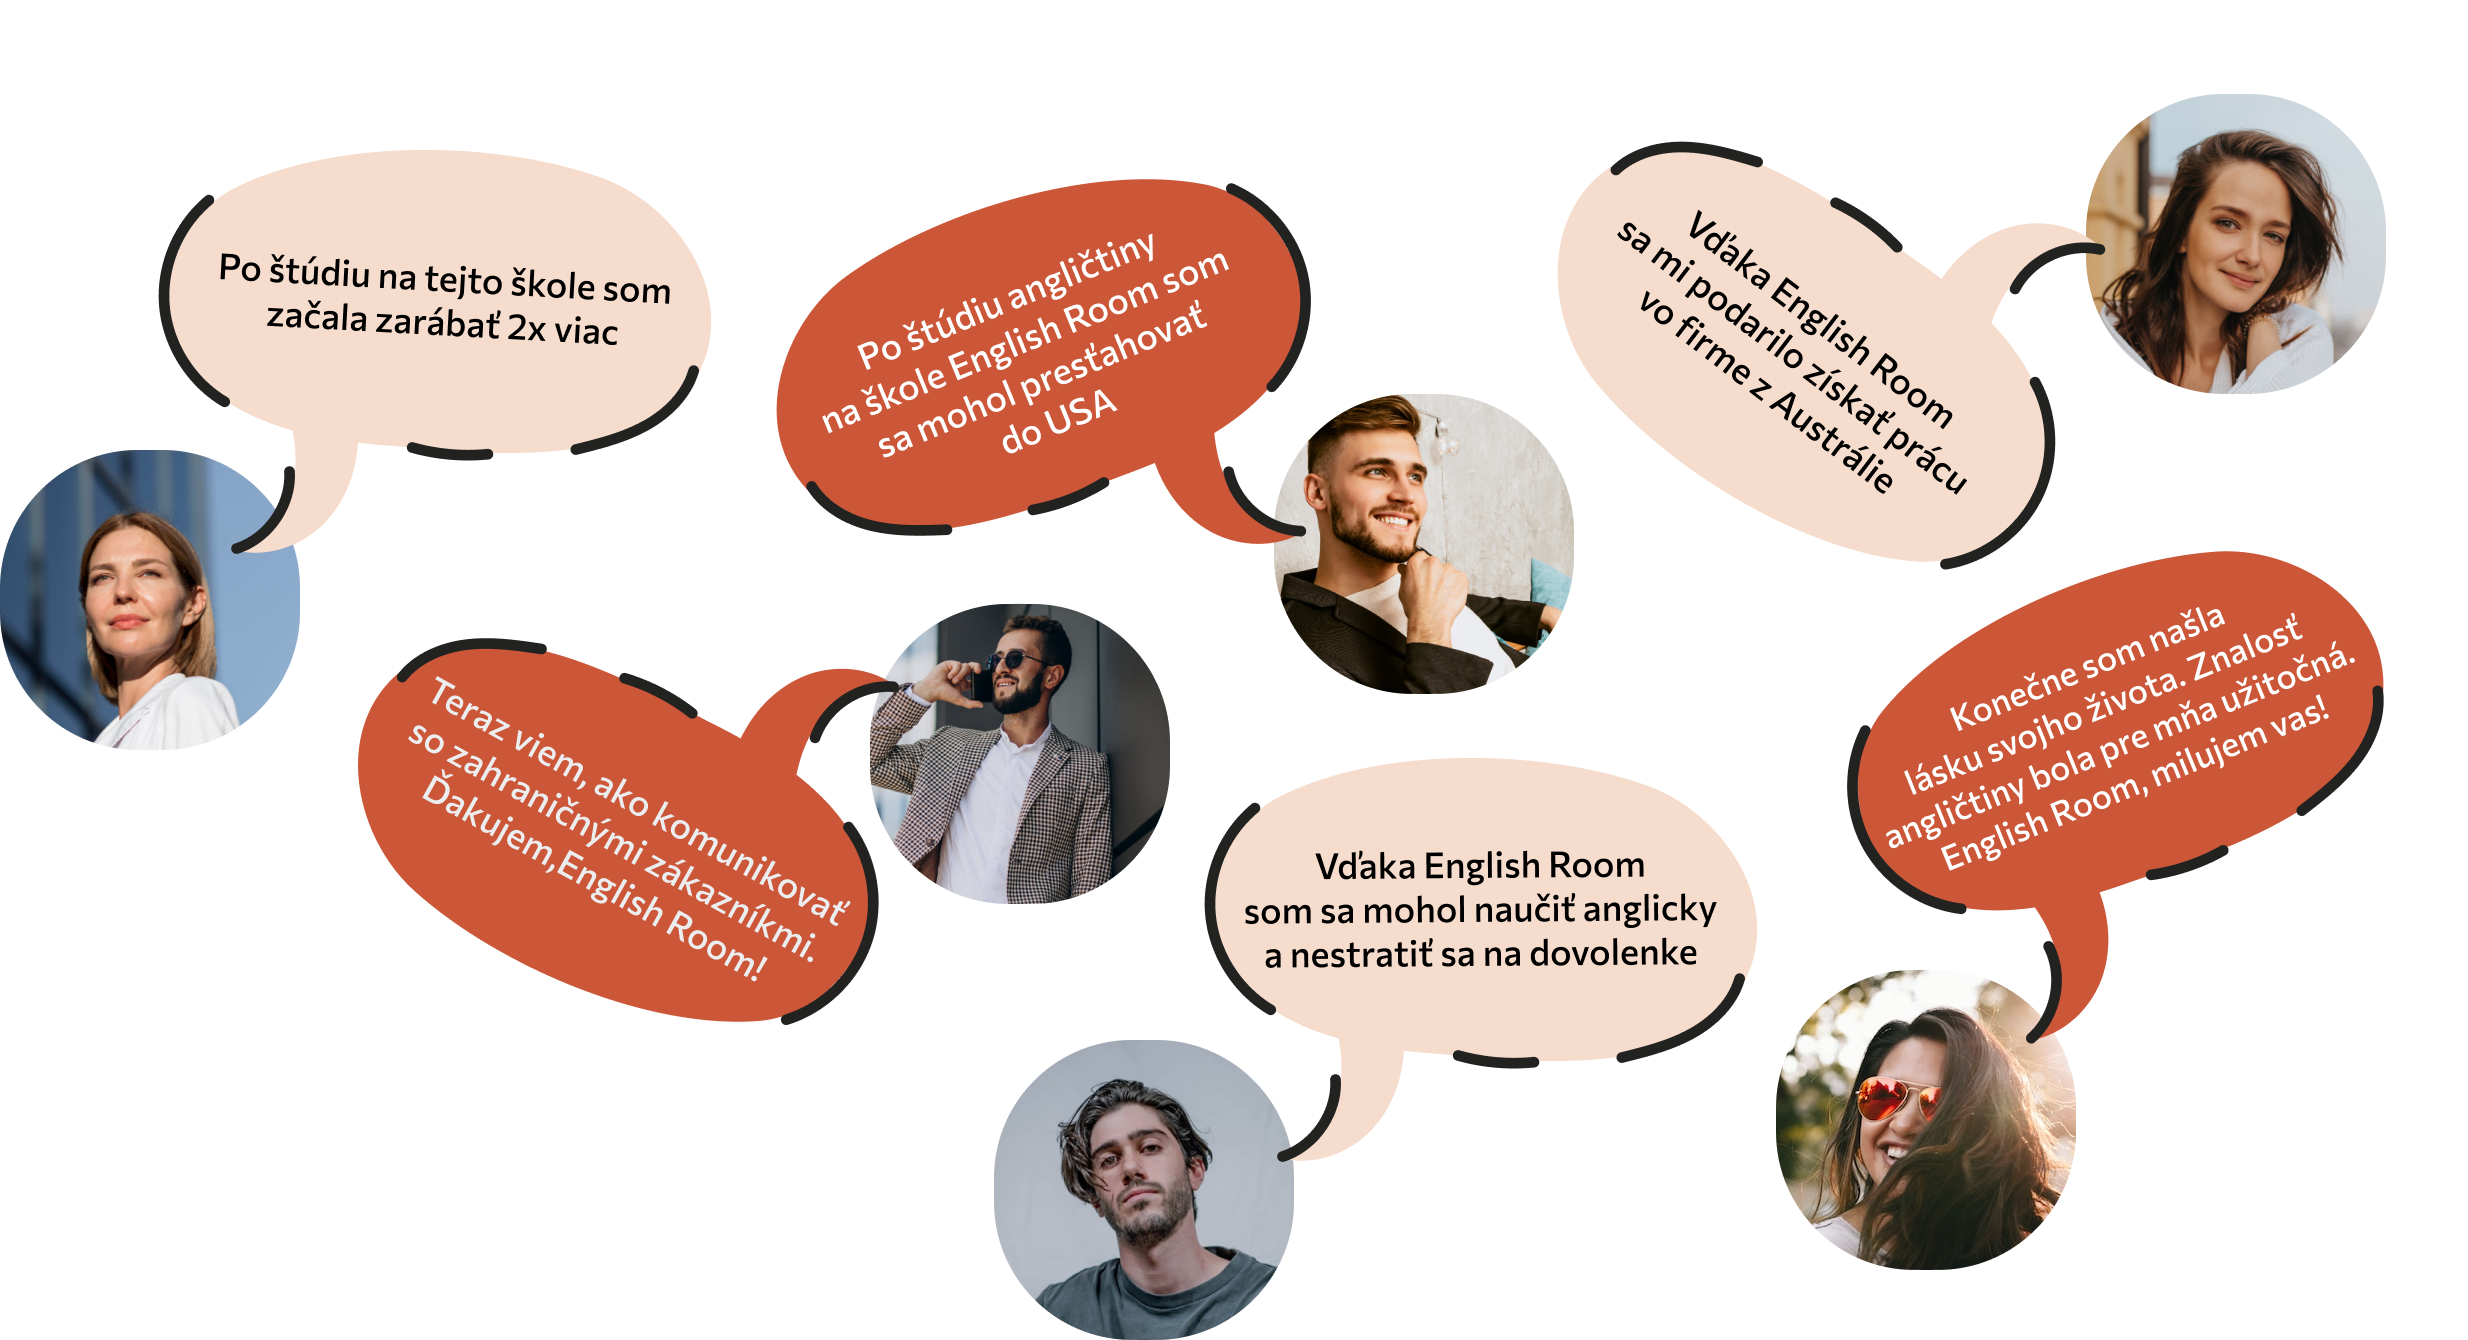 Po štúdiu na tejto škole som
začala zarábať 2x viac
Po štúdiu angličtiny
na škole English Room som
sa mohol presťahovať
do USA
Vďaka English Room
sa mi podarilo získať prácu
vo firme z Austrálie
Teraz viem, ako komunikovať
so zahraničnými zákazníkmi.
Ďakujem,English Room!
Vďaka English Room
som sa mohol naučiť anglicky
a nestratiť sa na dovolenke
Konečne som našla
lásku svojho života. Znalosť
angličtiny bola pre mňa užitočná.
English Room, milujem vas!